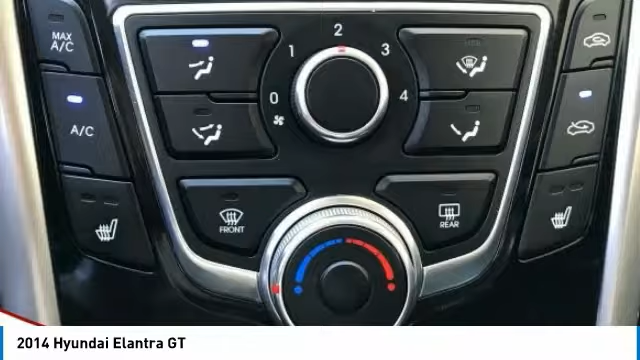 MAX
A/C
A/C
0
1
2
3
4
FRONT
REAR
2014 Hyundai Elantra GT